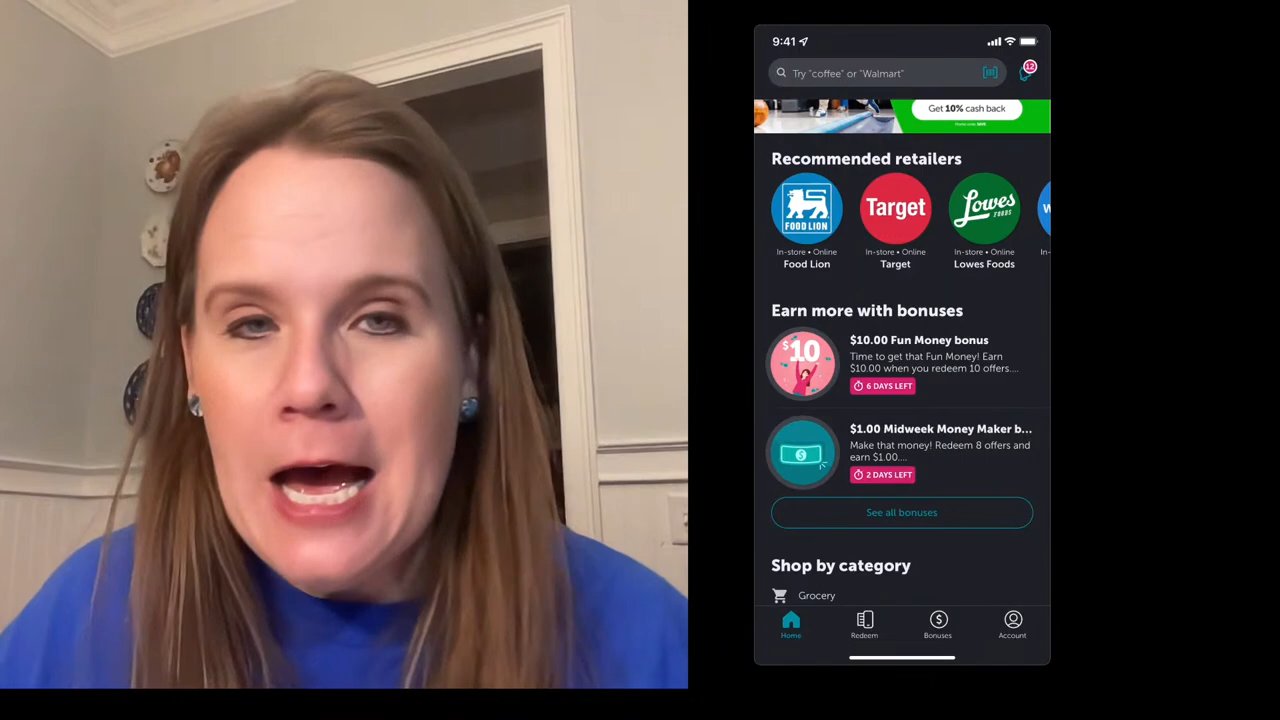 9:41
Try "coffee" or "Walmart"
12
Get 10% cash back
Recommended retailers
FOOD LION
Target
Lowes
FOODS
W
In-store • Online
In-store • Online
In-store • Online
In-
Food Lion
Target
Lowes Foods
Earn more with bonuses
$10
$10.00 Fun Money bonus
Time to get that Fun Money! Earn
$10.00 when you redeem 10 offers....
6 DAYS LEFT
$1.00 Midweek Money Maker b...
Make that money! Redeem 8 offers and
earn $1.00....
2 DAYS LEFT
See all bonuses
Shop by category
Grocery
Home
Redeem
Bonuses
Account